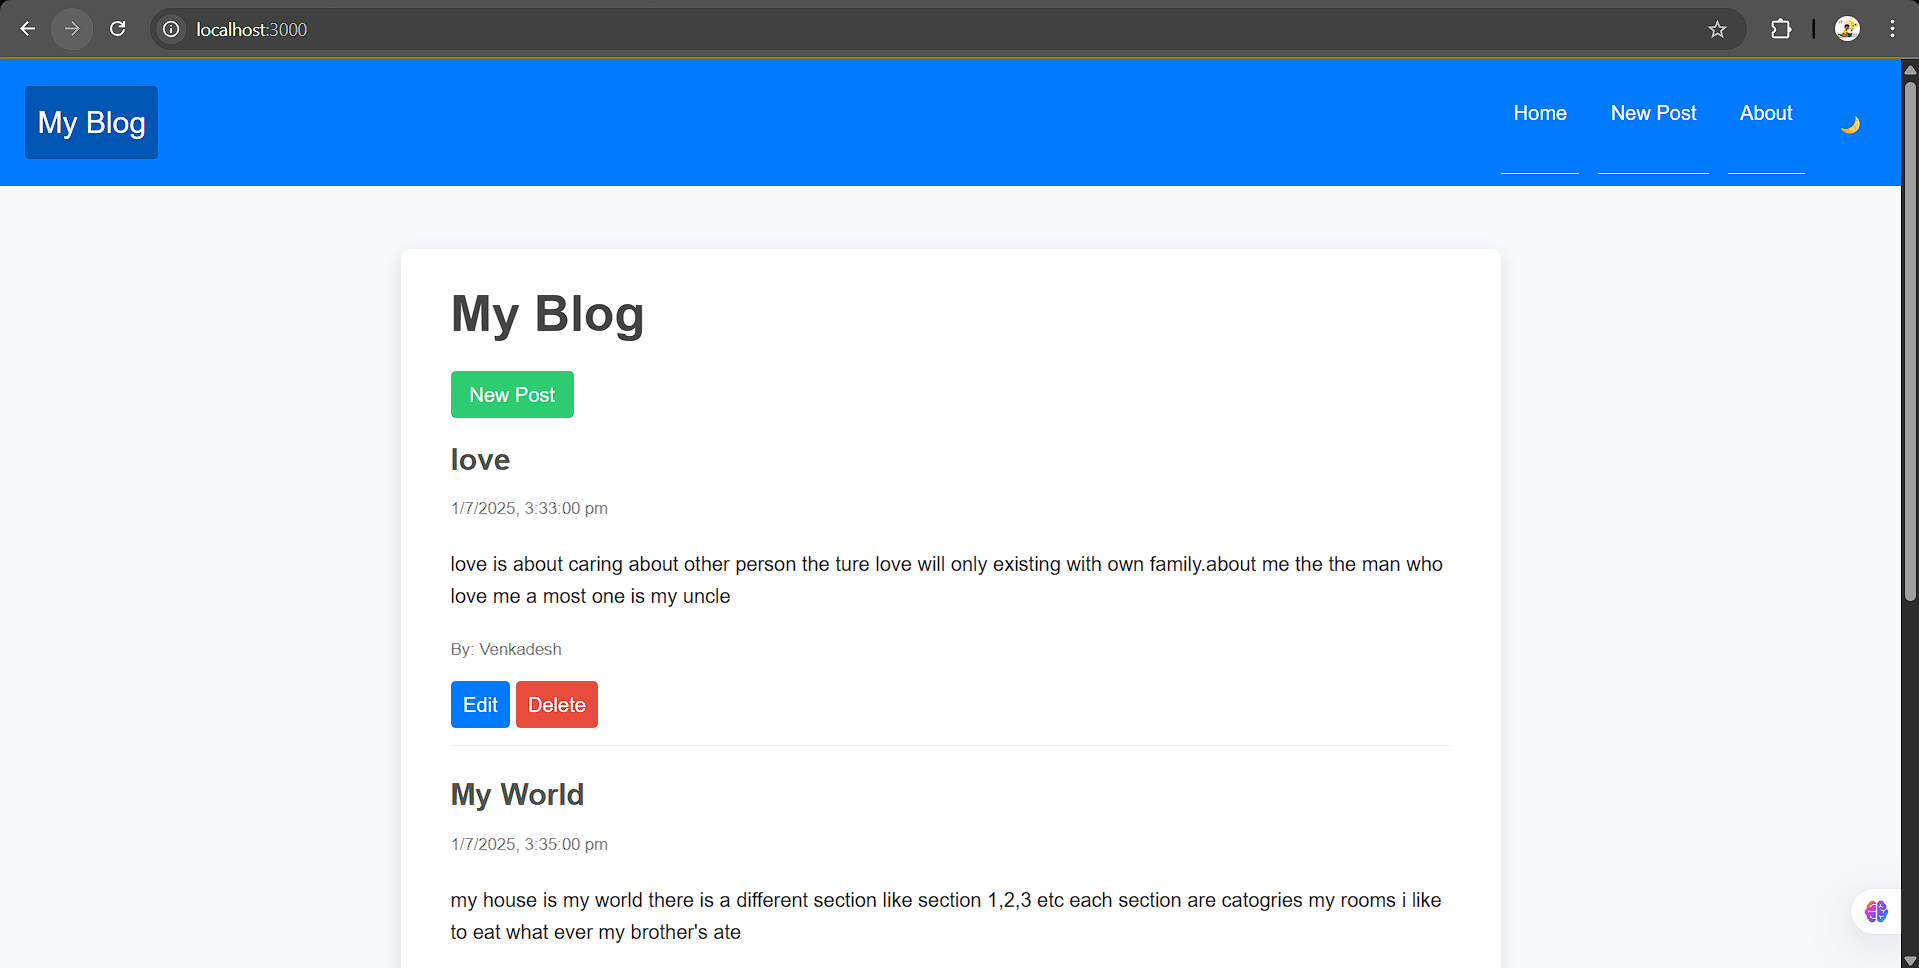 localhost:3000
My Blog
Home New Post About
My Blog
New Post
love
1/7/2025, 3:33:00 pm
love is about caring about other person the ture love will only existing with own family.about me the the man who
love me a most one is my uncle
By: Venkadesh
Edit Delete
My World
1/7/2025, 3:35:00 pm
my house is my world there is a different section like section 1,2,3 etc each section are catogries my rooms i like
to eat what ever my brother's ate